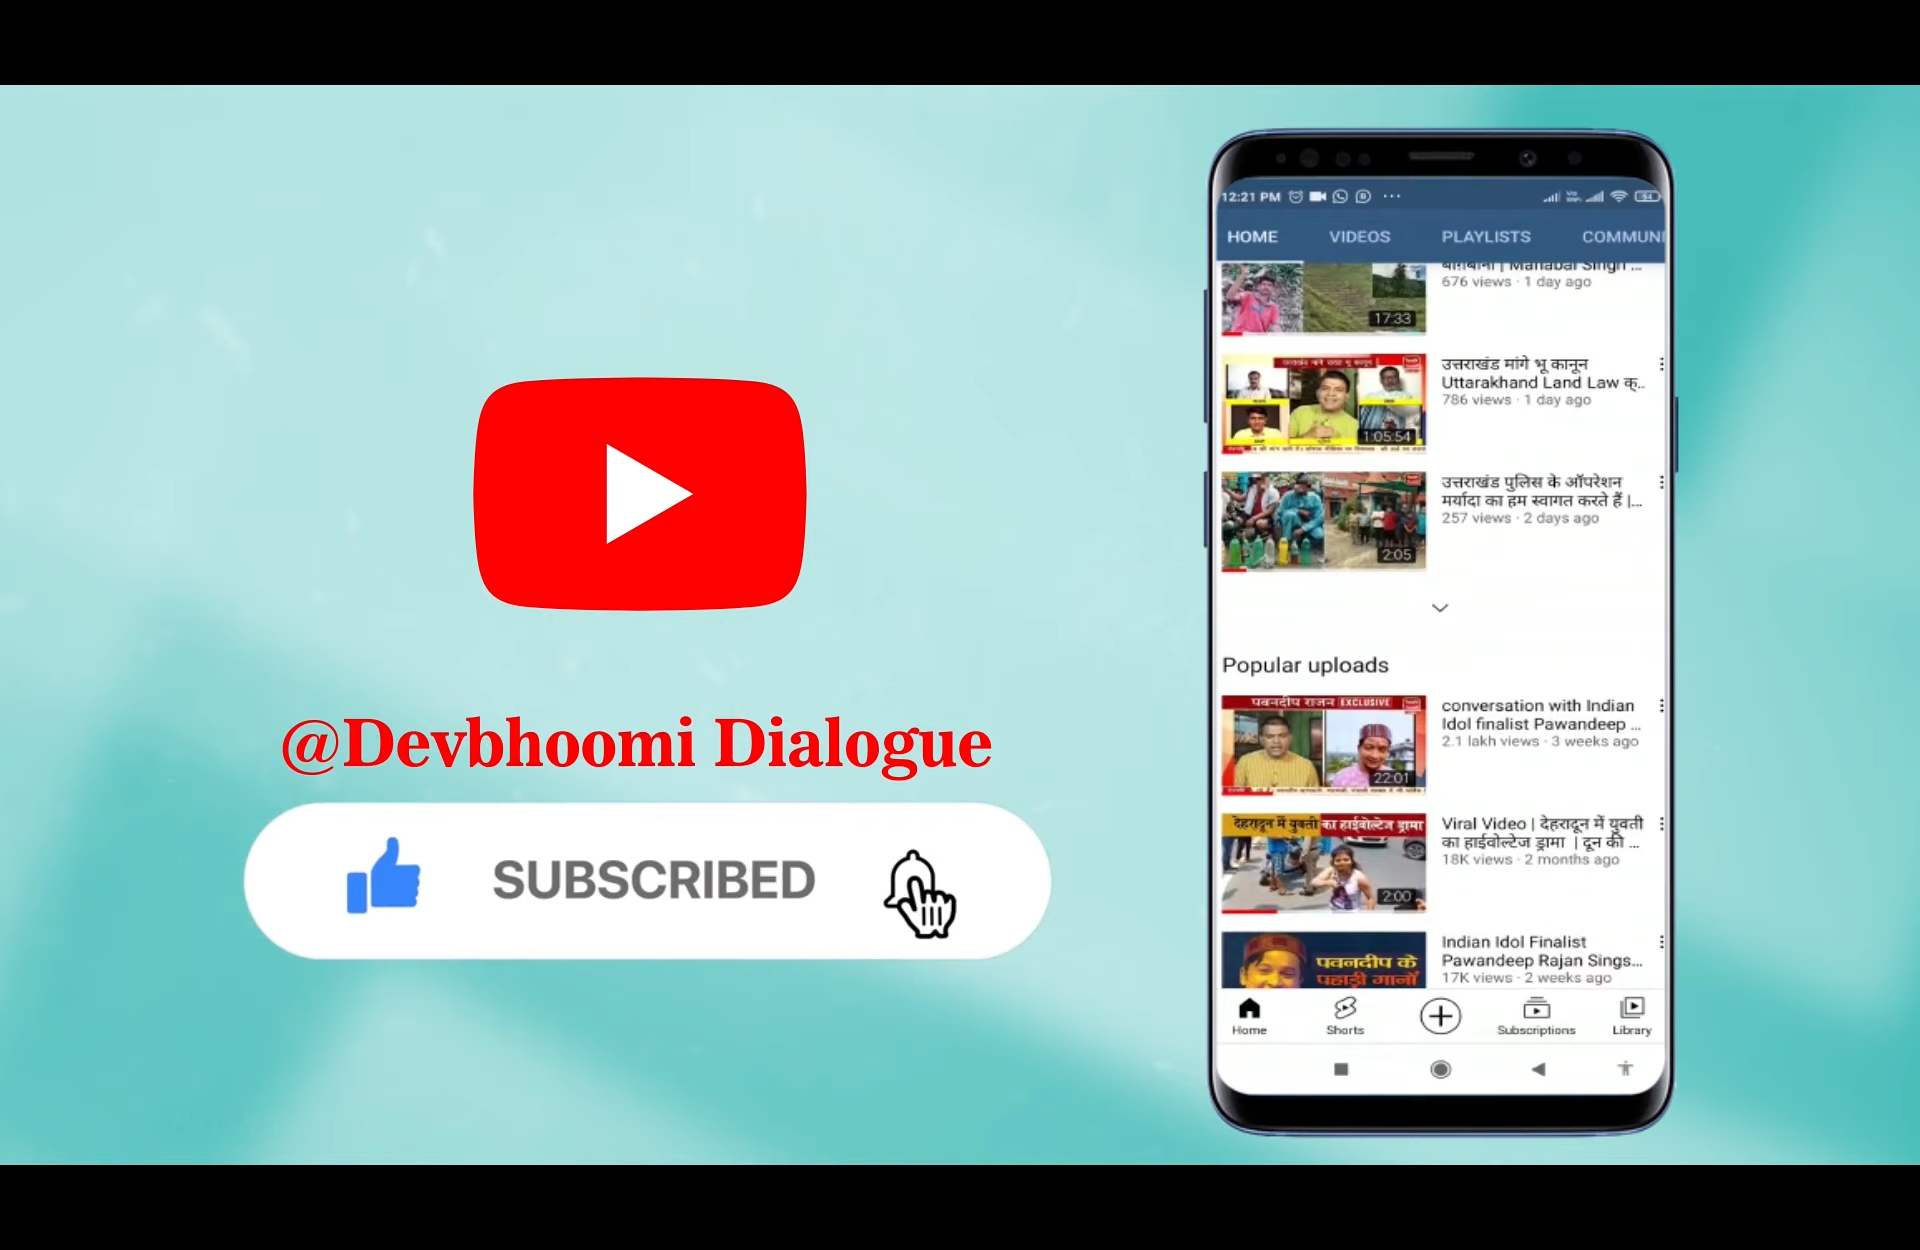 @Devbhoomi Dialogue
SUBSCRIBED
12:21 PM
HOME VIDEOS PLAYLISTS COMMUNI
Mahabal Singh ...
676 views · 1 day ago
17:33
उत्तराखंड मांगे भू कानून
Uttarakhand Land Law क्..
786 views · 1 day ago
1:05:54
उत्तराखंड पुलिस के ऑपरेशन
मर्यादा का हम स्वागत करते हैं |...
257 views · 2 days ago
2:05
Popular uploads
पवनदीप राजन EXCLUSIVE
conversation with Indian
Idol finalist Pawandeep ...
2.1 lakh views · 3 weeks ago
22:01
देहरादून में युवती का हाईवोल्टेज ड्रामा
Viral Video | देहरादून में युवती
का हाईवोल्टेज ड्रामा | दून की ...
18K views · 2 months ago
2:00
पवनदीप के
पहाड़ी गानों
Indian Idol Finalist
Pawandeep Rajan Sings...
17K views · 2 weeks ago
Home Shorts Subscriptions Library